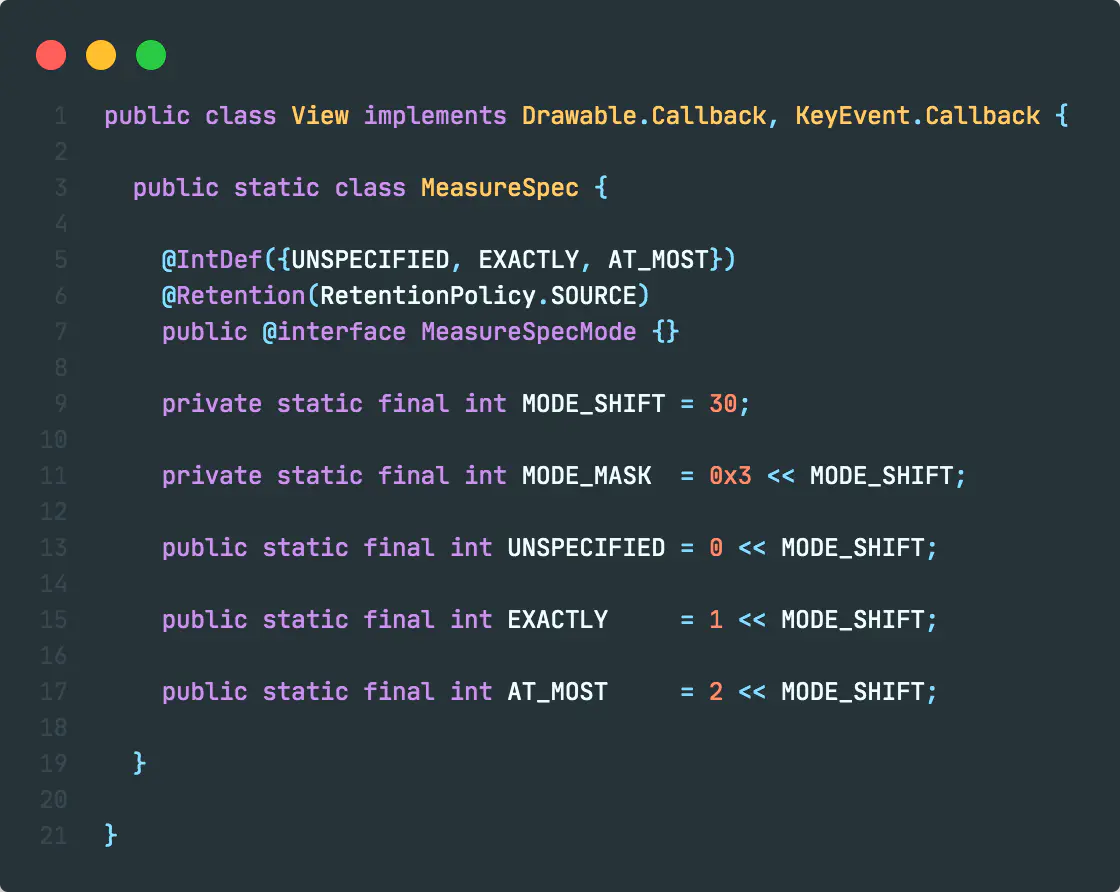 1 public class View implements Drawable.Callback, KeyEvent.Callback {
2
3 public static class MeasureSpec {
4
5 @IntDef({UNSPECIFIED, EXACTLY, AT_MOST})
6 @Retention(RetentionPolicy.SOURCE)
7 public @interface MeasureSpecMode {}
8
9 private static final int MODE_SHIFT = 30;
10
11 private static final int MODE_MASK  = 0x3 << MODE_SHIFT;
12
13 public static final int UNSPECIFIED = 0 << MODE_SHIFT;
14
15 public static final int EXACTLY     = 1 << MODE_SHIFT;
16
17 public static final int AT_MOST     = 2 << MODE_SHIFT;
18
19 }
20
21 }